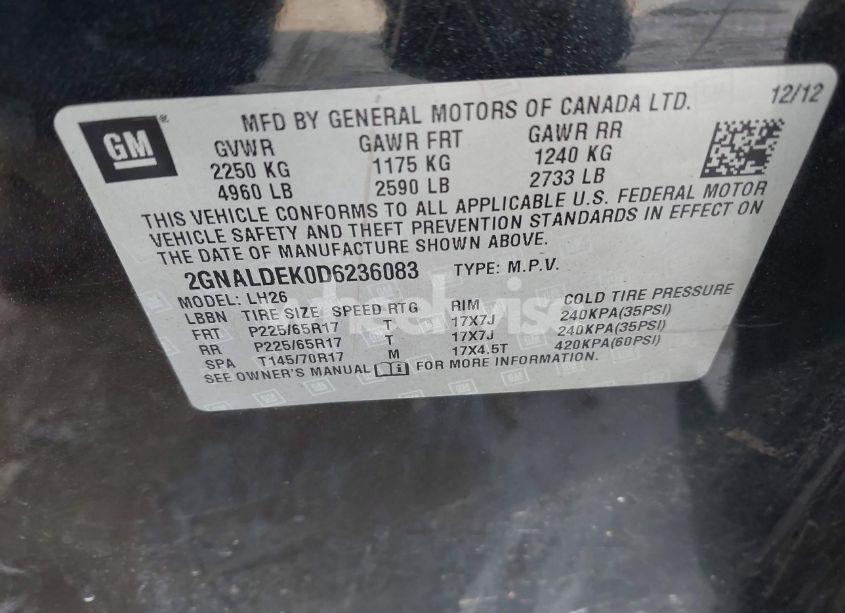 GM
MFD BY GENERAL MOTORS OF CANADA LTD. 12/12
GVWR GAWR FRT GAWR RR
2250 KG 1175 KG 1240 KG
4960 LB 2590 LB 2733 LB
THIS VEHICLE CONFORMS TO ALL APPLICABLE U.S. FEDERAL MOTOR
VEHICLE SAFETY AND THEFT PREVENTION STANDARDS IN EFFECT ON
THE DATE OF MANUFACTURE SHOWN ABOVE.
2GNALDEK0D6236083 TYPE: M.P.V.
MODEL: LH26
LBBN TIRE SIZE SPEED RTG RIM COLD TIRE PRESSURE
FRT P225/65R17 T 17X7J 240KPA(35PSI)
RR P225/65R17 T 17X7J 240KPA(35PSI)
SPA T145/70R17 M 17X4.5T 420KPA(60PSI)
SEE OWNER'S MANUAL FOR MORE INFORMATION.